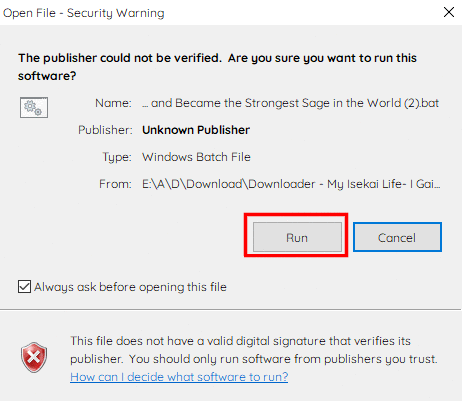 Open File - Security Warning
The publisher could not be verified. Are you sure you want to run this
software?
Name: ... and Became the Strongest Sage in the World (2).bat
Publisher: Unknown Publisher
Type: Windows Batch File
From: E:\A\D\Download\Downloader - My Isekai Life- I Gai...
Run Cancel
Always ask before opening this file
This file does not have a valid digital signature that verifies its
publisher. You should only run software from publishers you trust.
How can I decide what software to run?